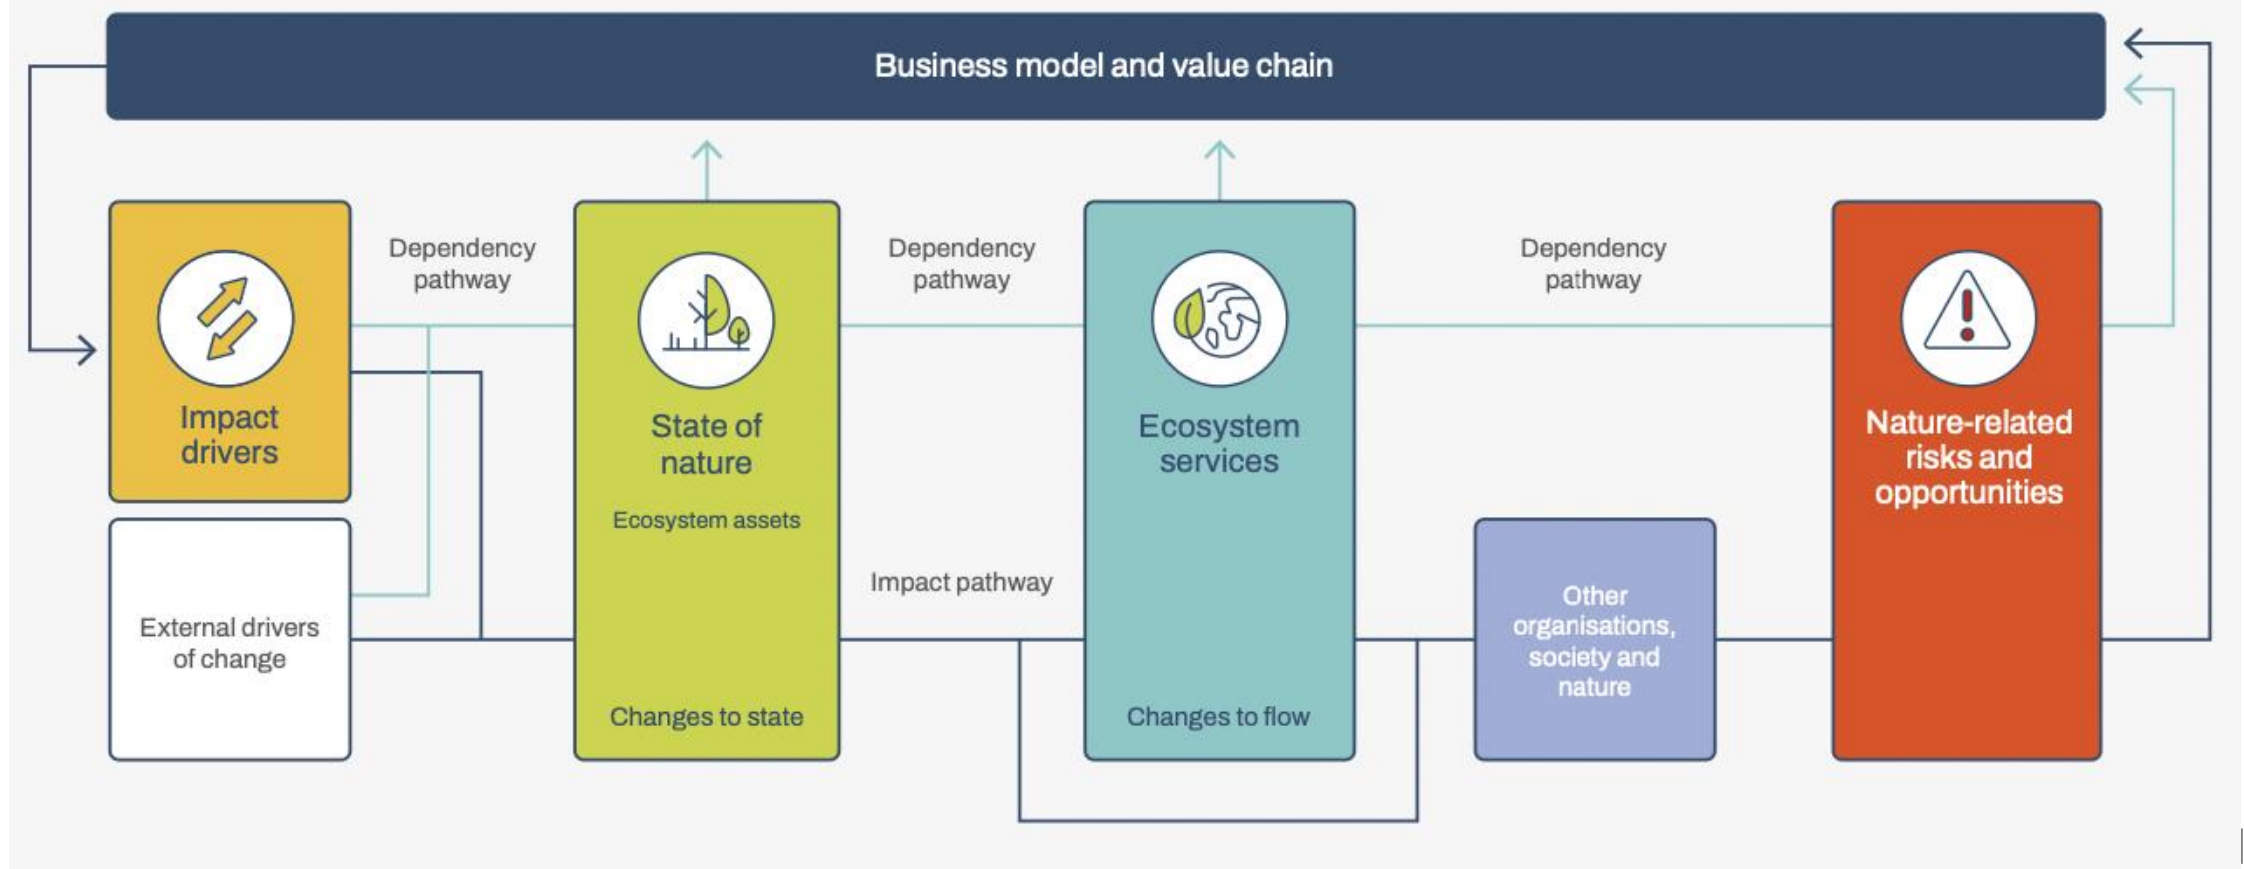 Business model and value chain
Dependency
pathway
Dependency
pathway
Dependency
pathway
Impact
drivers
State of
nature
Ecosystem
services
Nature-related
risks and
opportunities
Ecosystem assets
Impact pathway
External drivers
of change
Other
organisations,
society and
nature
Changes to state
Changes to flow